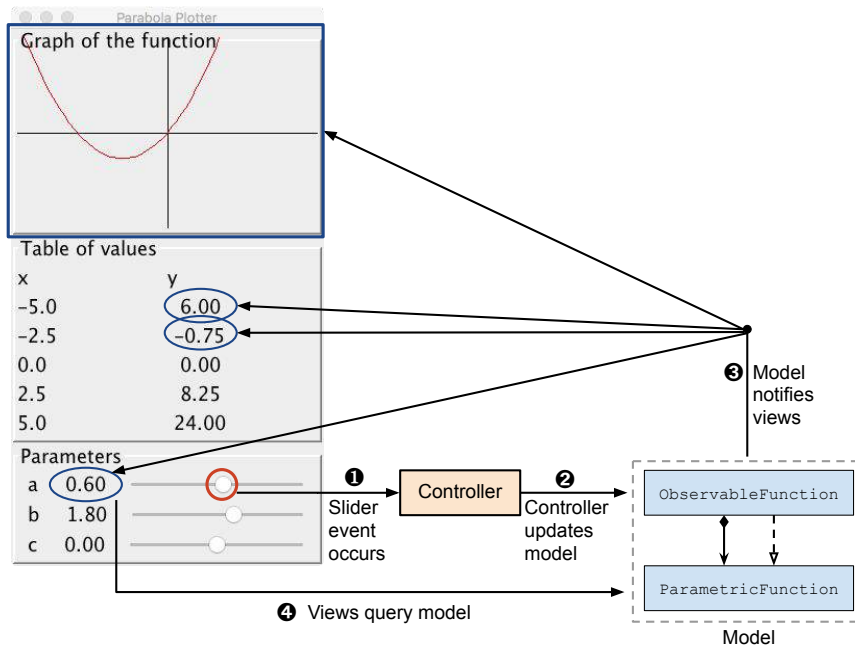 Parabola Plotter
Graph of the function
Table of values
x y
-5.0 6.00
-2.5 -0.75
0.0 0.00
2.5 8.25
5.0 24.00
Parameters
a 0.60
b 1.80
c 0.00
❶
Slider
event
occurs
Controller
❷
Controller
updates
model
❸ Model
notifies
views
ObservableFunction
ParametricFunction
Model
❹ Views query model